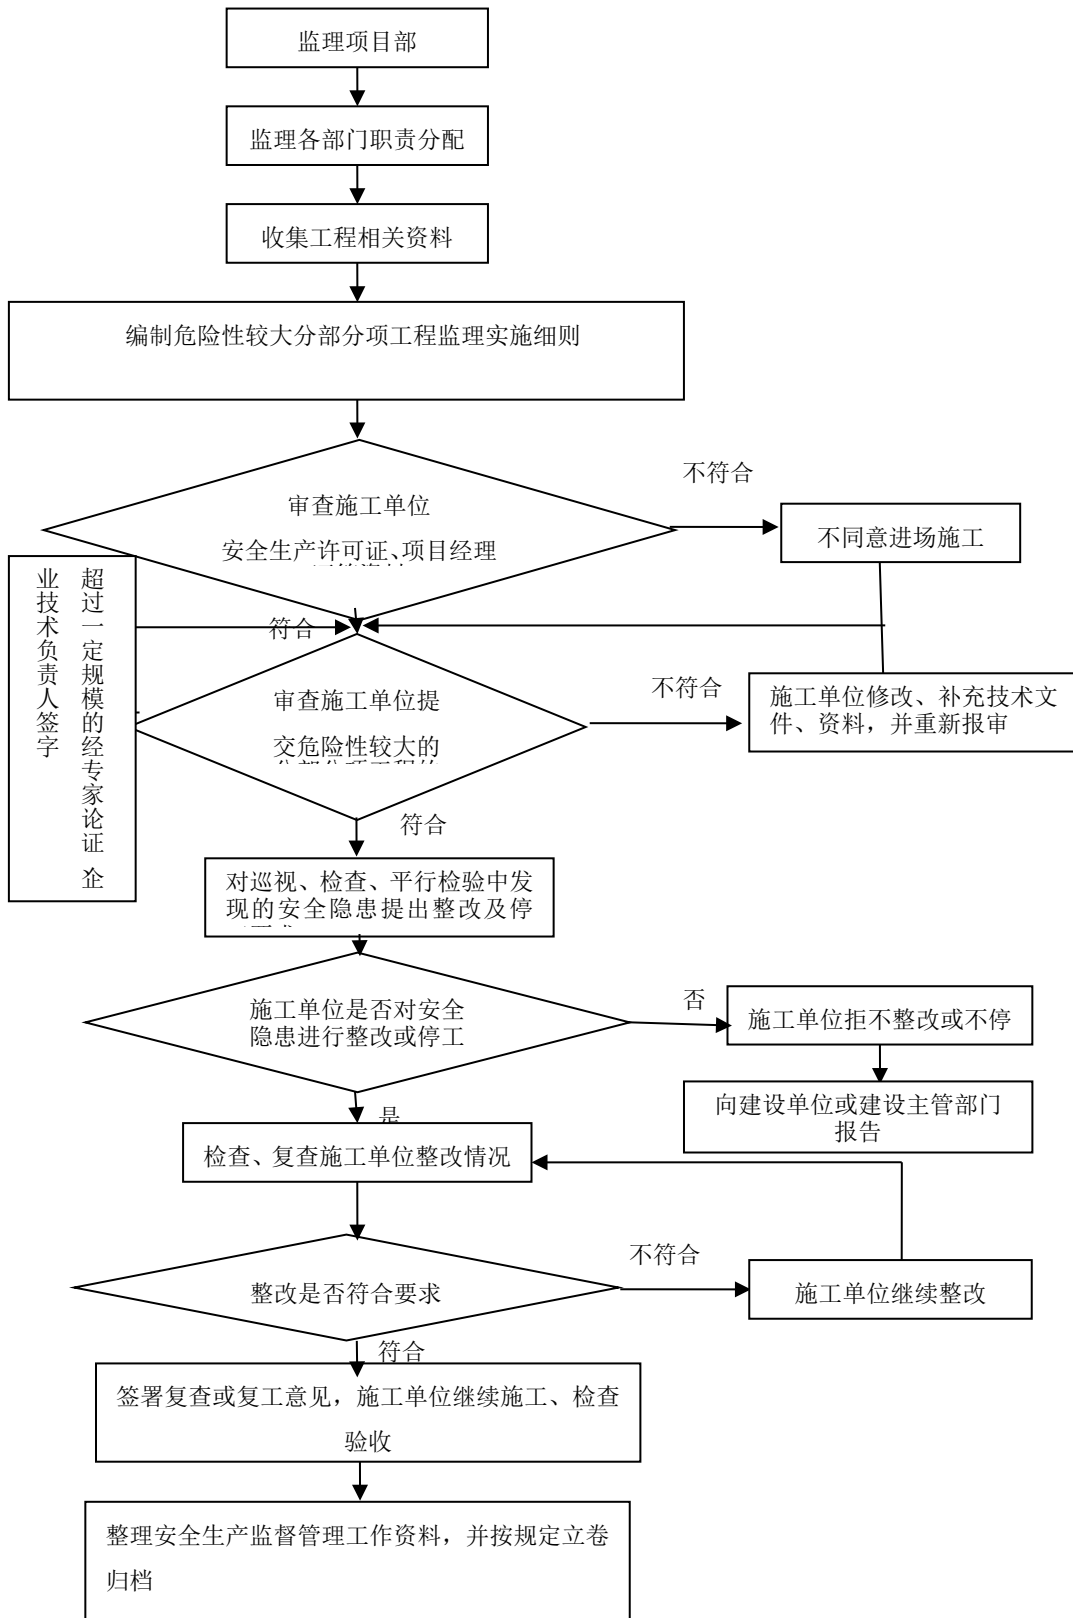 监理项目部
监理各部门职责分配
收集工程相关资料
编制危险性较大分部分项工程监理实施细则
审查施工单位
安全生产许可证、项目经理
不符合
不同意进场施工
超过一定规模的经专家论证 企
业技术负责人签字
符合
审查施工单位提
交危险性较大的
分部分项工程的
不符合
施工单位修改、补充技术文
件、资料，并重新报审
符合
对巡视、检查、平行检验中发
现的安全隐患提出整改及停
施工单位是否对安全
隐患进行整改或停工
否
施工单位拒不整改或不停
向建设单位或建设主管部门
报告
是
检查、复查施工单位整改情况
整改是否符合要求
不符合
施工单位继续整改
符合
签署复查或复工意见，施工单位继续施工、检查
验收
整理安全生产监督管理工作资料，并按规定立卷
归档